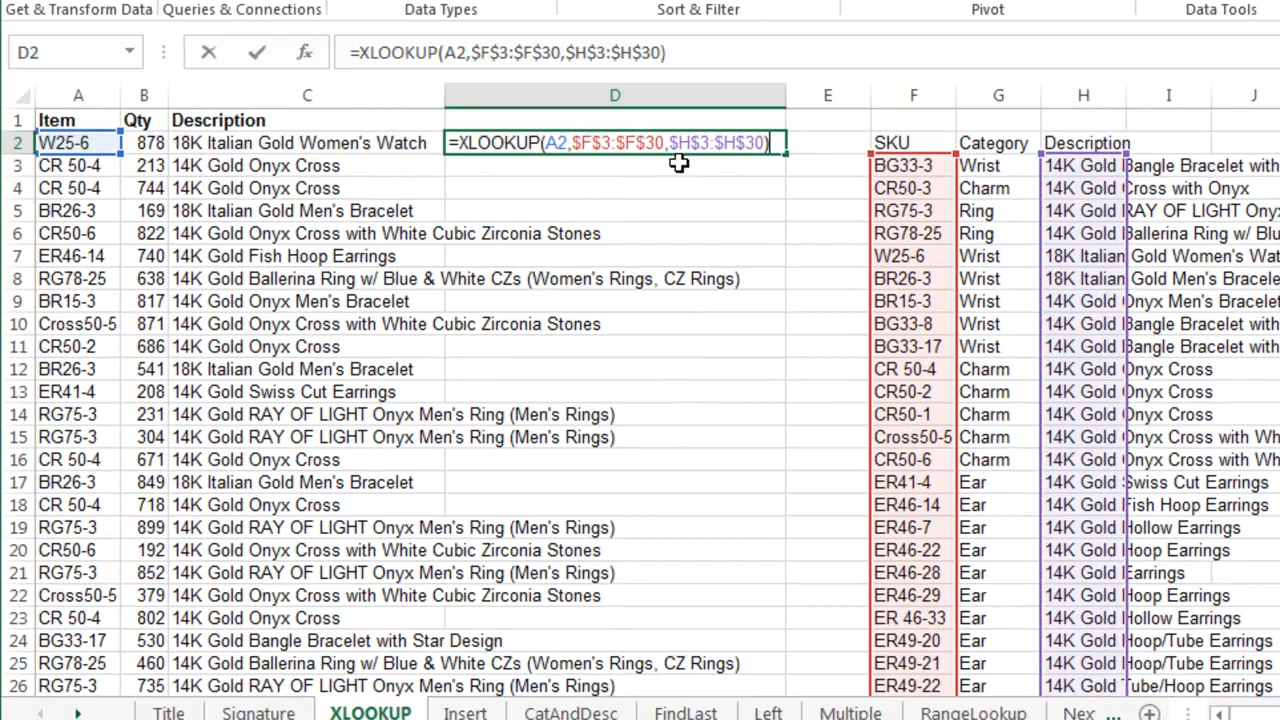 Get & Transform Data Queries & Connections Data Types Sort & Filter Pivot Data Tools
D2 fx =XLOOKUP(A2,$F$3:$F$30,$H$3:$H$30)
A B C D E F G H I J
1 Item Qty Description
2 W25-6 878 18K Italian Gold Women's Watch =XLOOKUP(A2,$F$3:$F$30,$H$3:$H$30) SKU Category Description
3 CR 50-4 213 14K Gold Onyx Cross BG33-3 Wrist 14K Gold Bangle Bracelet with
4 CR 50-4 744 14K Gold Onyx Cross CR50-3 Charm 14K Gold Cross with Onyx
5 BR26-3 169 18K Italian Gold Men's Bracelet RG75-3 Ring 14K Gold RAY OF LIGHT Onyx
6 CR50-6 822 14K Gold Onyx Cross with White Cubic Zirconia Stones RG78-25 Ring 14K Gold Ballerina Ring w/ Blu
7 ER46-14 740 14K Gold Fish Hoop Earrings W25-6 Wrist 18K Italian Gold Women's Wat
8 RG78-25 638 14K Gold Ballerina Ring w/ Blue & White CZs (Women's Rings, CZ Rings) BR26-3 Wrist 18K Italian Gold Men's Bracele
9 BR15-3 817 14K Gold Onyx Men's Bracelet BR15-3 Wrist 14K Gold Onyx Men's Bracelet
10 Cross50-5 871 14K Gold Onyx Cross with White Cubic Zirconia Stones BG33-8 Wrist 14K Gold Bangle Bracelet with
11 CR50-2 686 14K Gold Onyx Cross BG33-17 Wrist 14K Gold Bangle Bracelet with
12 BR26-3 541 18K Italian Gold Men's Bracelet CR 50-4 Charm 14K Gold Onyx Cross
13 ER41-4 208 14K Gold Swiss Cut Earrings CR50-2 Charm 14K Gold Onyx Cross
14 RG75-3 231 14K Gold RAY OF LIGHT Onyx Men's Ring (Men's Rings) CR50-1 Charm 14K Gold Onyx Cross
15 RG75-3 304 14K Gold RAY OF LIGHT Onyx Men's Ring (Men's Rings) Cross50-5 Charm 14K Gold Onyx Cross with Wh
16 CR 50-4 671 14K Gold Onyx Cross CR50-6 Charm 14K Gold Onyx Cross with Wh
17 BR26-3 849 18K Italian Gold Men's Bracelet ER41-4 Ear 14K Gold Swiss Cut Earrings
18 CR 50-4 718 14K Gold Onyx Cross ER46-14 Ear 14K Gold Fish Hoop Earrings
19 RG75-3 899 14K Gold RAY OF LIGHT Onyx Men's Ring (Men's Rings) ER46-7 Ear 14K Gold Hollow Earrings
20 CR50-6 192 14K Gold Onyx Cross with White Cubic Zirconia Stones ER46-22 Ear 14K Gold Hoop Earrings
21 RG75-3 852 14K Gold RAY OF LIGHT Onyx Men's Ring (Men's Rings) ER46-28 Ear 14K Gold Earrings
22 Cross50-5 379 14K Gold Onyx Cross with White Cubic Zirconia Stones ER46-29 Ear 14K Gold Hoop Earrings
23 CR 50-4 802 14K Gold Onyx Cross ER 46-33 Ear 14K Gold Hollow Earrings
24 BG33-17 530 14K Gold Bangle Bracelet with Star Design ER49-20 Ear 14K Gold Hoop/Tube Earrings
25 RG78-25 460 14K Gold Ballerina Ring w/ Blue & White CZs (Women's Rings, CZ Rings) ER49-21 Ear 14K Gold Hoop/Tube Earrings
26 RG75-3 735 14K Gold RAY OF LIGHT Onyx Men's Ring (Men's Rings) ER49-22 Ear 14K Gold Tube/Hoop Earrings
Title Signature XLOOKUP Insert CatAndDesc FindLast Left Multiple RangeLookup Nex ...